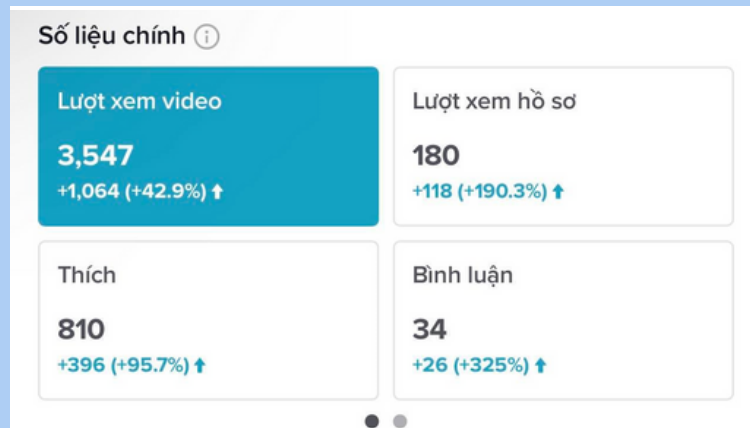 Số liệu chính
Lượt xem video
3,547
+1,064 (+42.9%)
Lượt xem hồ sơ
180
+118 (+190.3%)
Thích
810
+396 (+95.7%)
Bình luận
34
+26 (+325%)